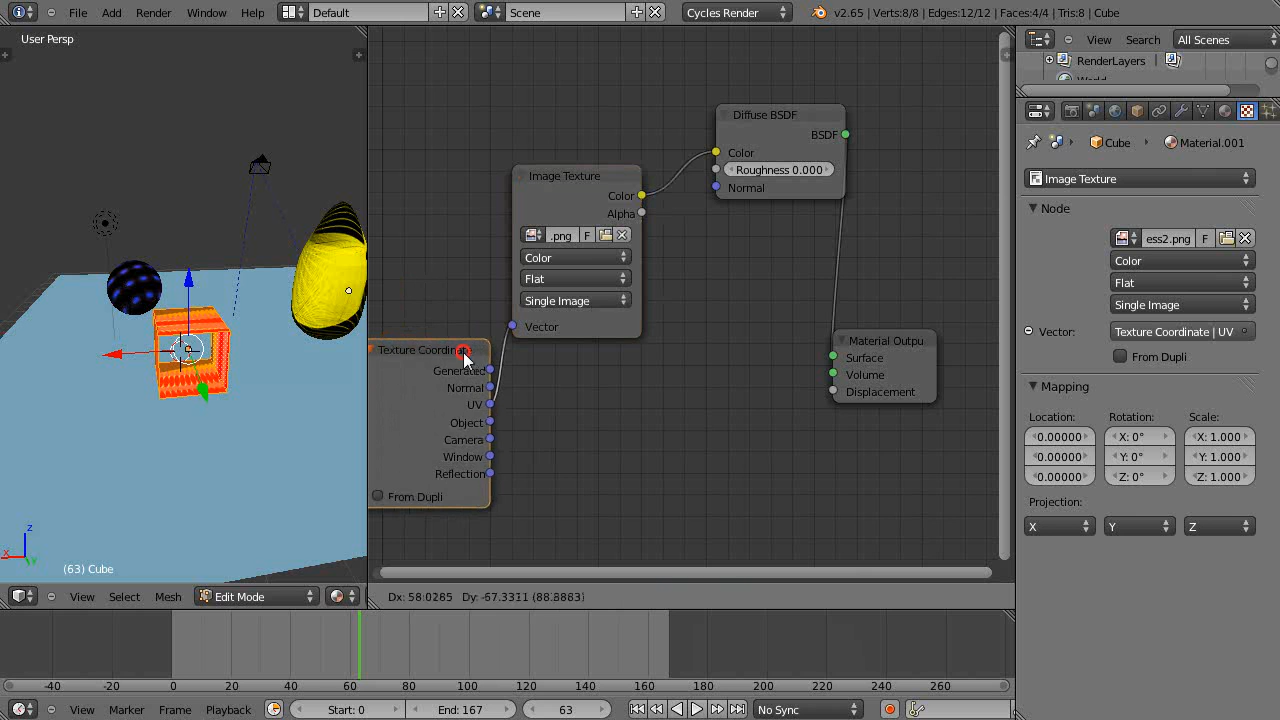 File Add Render Window Help Default Scene Cycles Render v2.65 | Verts:8/8 | Edges:12/12 | Faces:4/4 | Tris:8 | Cube
User Persp
View Search All Scenes
RenderLayers
Cube Material.001
Image Texture
Node
ess2.png F
Color
Flat
Single Image
Vector: Texture Coordinate | UV
From Dupli
Mapping
Location: Rotation: Scale:
0.00000 X: 0° X: 1.000
0.00000 Y: 0° Y: 1.000
0.00000 Z: 0° Z: 1.000
Projection:
X Y Z
Diffuse BSDF
BSDF
Color
Roughness 0.000
Normal
Image Texture
Color
Alpha
.png F
Color
Flat
Single Image
Vector
Material Outpu
Surface
Volume
Displacement
Texture Coordinate
Generated
Normal
UV
Object
Camera
Window
Reflection
From Dupli
z
x
(63) Cube
View Select Mesh Edit Mode
Dx: 58.0285 Dy: -67.3311 (88.8883)
-40 -20 0 20 40 60 80 100 120 140 160 180 200 220 240 260
View Marker Frame Playback Start: 0 End: 167 63 No Sync